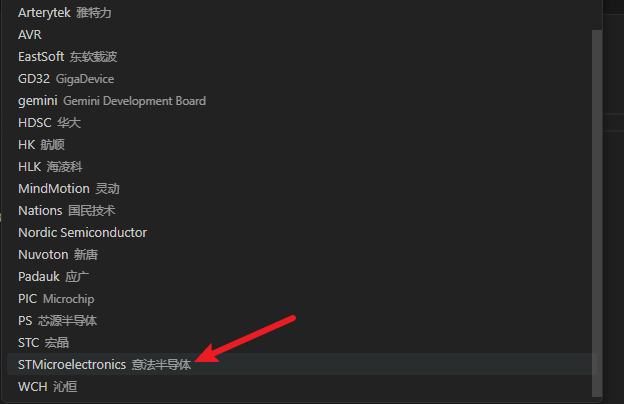 Arterytek 雅特力
AVR
EastSoft 东软载波
GD32 GigaDevice
gemini Gemini Development Board
HDSC 华大
HK 航顺
HLK 海凌科
MindMotion 灵动
Nations 国民技术
Nordic Semiconductor
Nuvoton 新唐
Padauk 应广
PIC Microchip
PS 芯源半导体
STC 宏晶
STMicroelectronics 意法半导体
WCH 沁恒